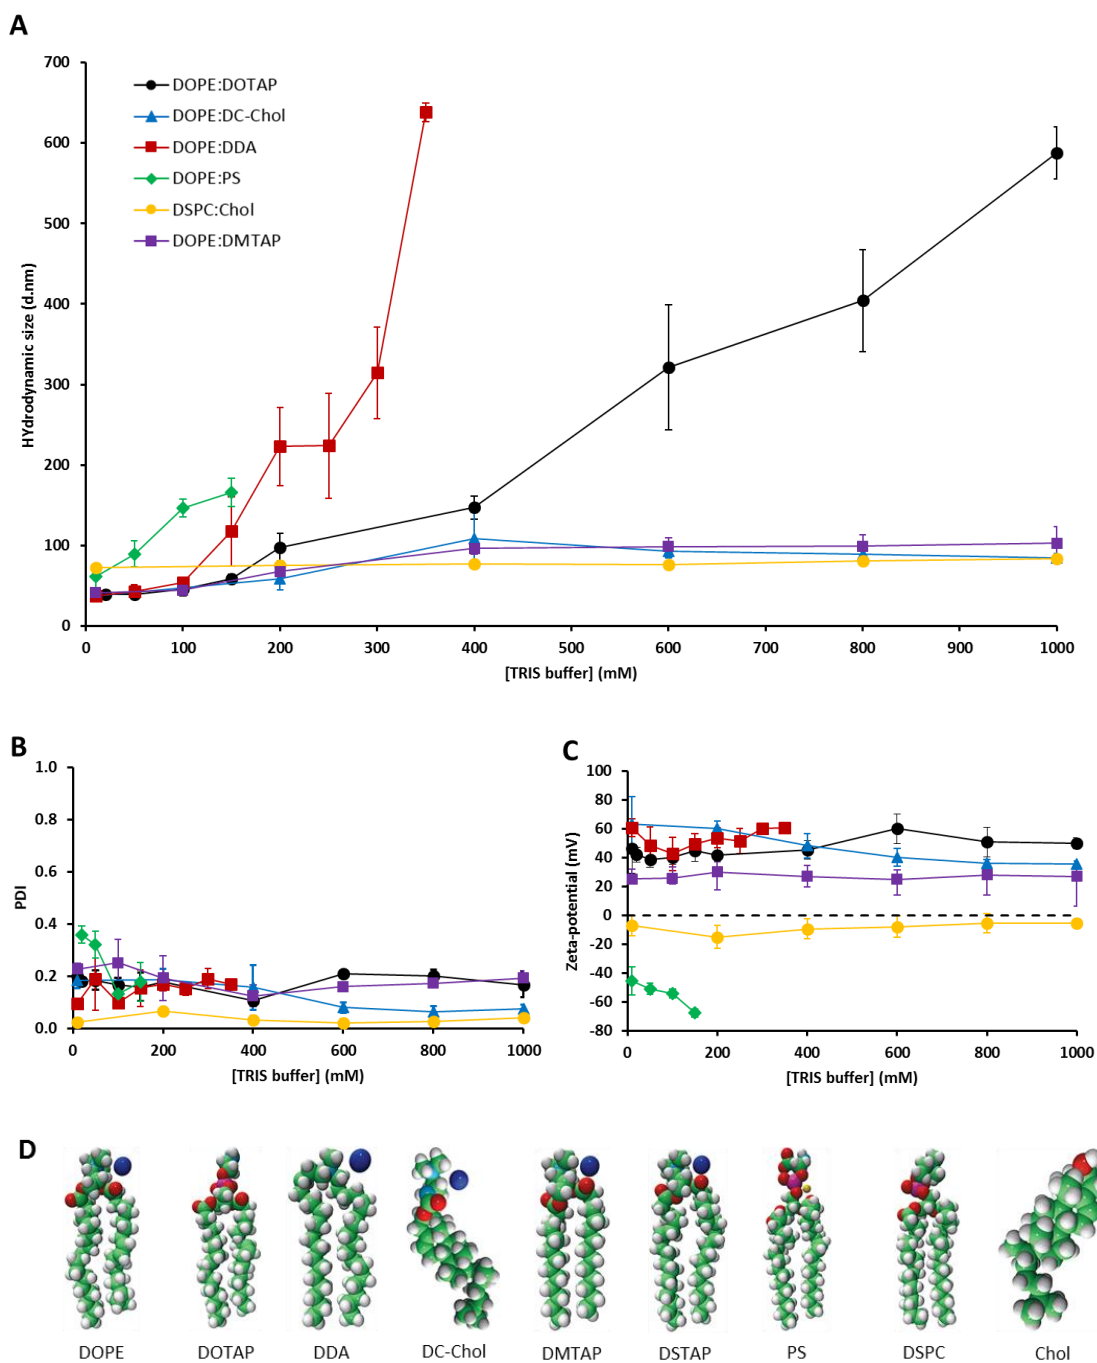 A
HYdrodynamic size (d.nm)
700
600
500
400
300
200
100
0
DOPE:DOTAP
DOPE:DC-Chol
DOPE:DDA
DOPE:PS
DSPC:Chol
DOPE:DMTAP
0 100 200 300 400 500 600 700 800 900 1000
[TRIS buffer] (mM)
B
PDI
1.0
0.8
0.6
0.4
0.2
0.0
0 200 400 600 800 1000
[TRIS buffer] (mM)
C
Zeta-potential (mV)
100
80
60
40
20
0
-20
-40
-60
-80
0 200 400 600 800 1000
[TRIS buffer] (mM)
D
DOPE DOTAP DDA DC-Chol DMTAP DSTAP PS DSPC Chol